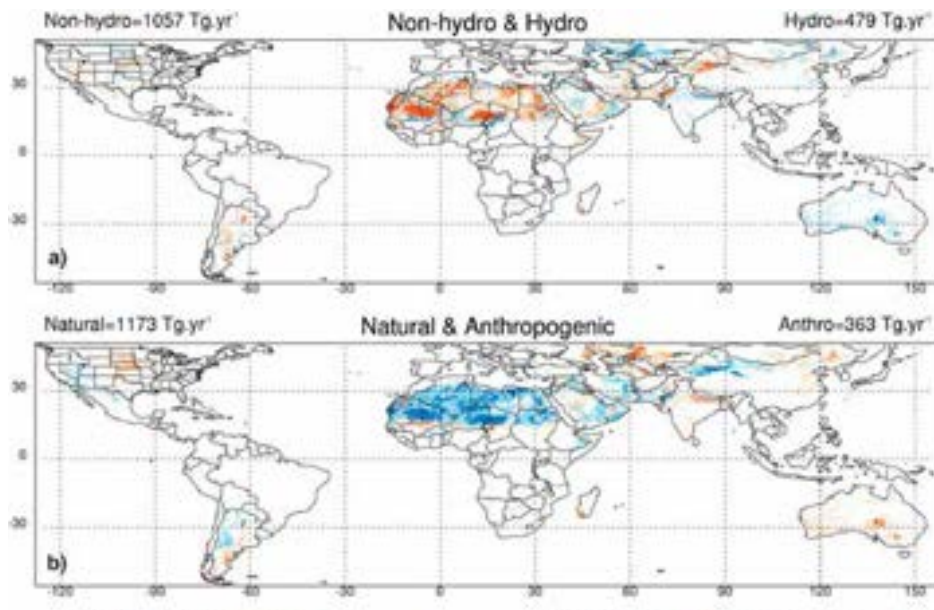 Non-hydro=1057 Tg.yr⁻¹ Non-hydro & Hydro Hydro=479 Tg.yr⁻¹
30
0
-30
a)
-120 -90 -60 -30 0 30 60 90 120 150
Natural=1173 Tg.yr⁻¹ Natural & Anthropogenic Anthro=363 Tg.yr⁻¹
30
0
-30
b)
-120 -90 -60 -30 0 30 60 90 120 150